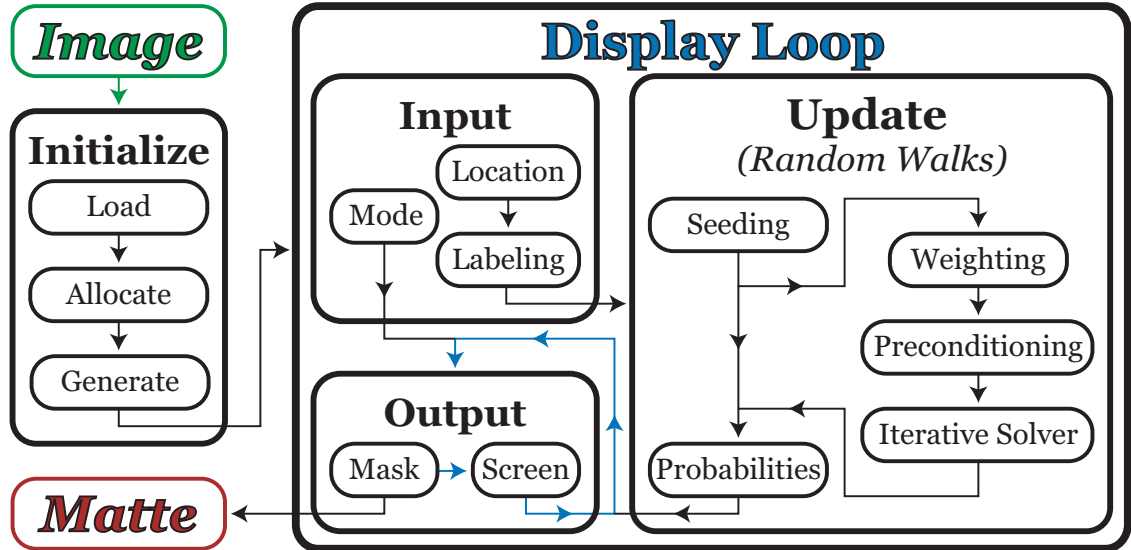 Image
Initialize
Load
Allocate
Generate
Matte
Display Loop
Input
Location
Mode
Labeling
Output
Mask
Screen
Update
(Random Walks)
Seeding
Weighting
Preconditioning
Iterative Solver
Probabilities